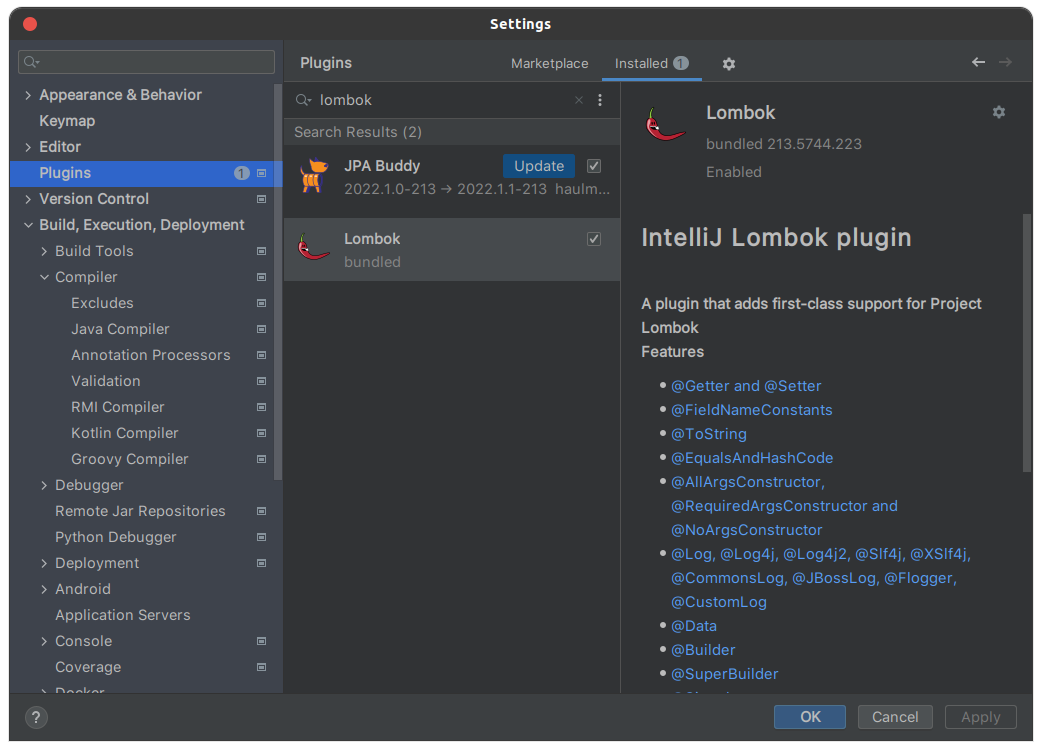 Settings
Appearance & Behavior
Keymap
Editor
Plugins 1
Version Control
Build, Execution, Deployment
Build Tools
Compiler
Excludes
Java Compiler
Annotation Processors
Validation
RMI Compiler
Kotlin Compiler
Groovy Compiler
Debugger
Remote Jar Repositories
Python Debugger
Deployment
Android
Application Servers
Console
Coverage
Docker
Plugins
Marketplace
Installed 1
lombok
Search Results (2)
JPA Buddy
Update
2022.1.0-213 → 2022.1.1-213 haulm...
Lombok
bundled
Lombok
bundled 213.5744.223
Enabled
IntelliJ Lombok plugin
A plugin that adds first-class support for Project
Lombok
Features
• @Getter and @Setter
• @FieldNameConstants
• @ToString
• @EqualsAndHashCode
• @AllArgsConstructor,
@RequiredArgsConstructor and
@NoArgsConstructor
• @Log, @Log4j, @Log4j2, @Slf4j, @XSlf4j,
@CommonsLog, @JBossLog, @Flogger,
@CustomLog
• @Data
• @Builder
• @SuperBuilder
?
OK
Cancel
Apply